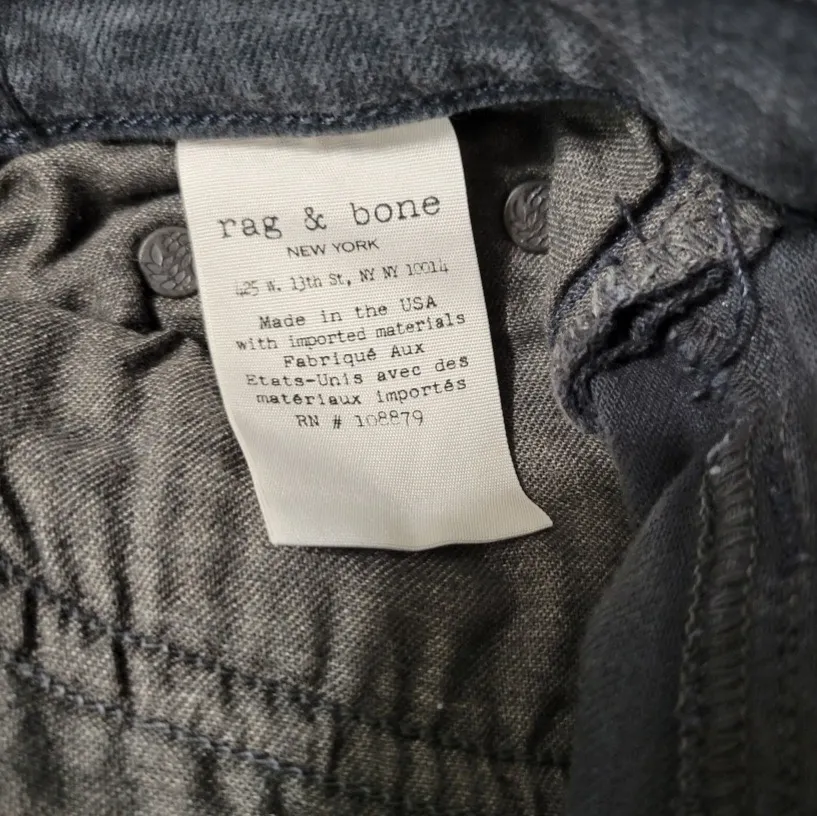 rag & bone
NEW YORK
425 W. 13th St, NY NY 10014
Made in the USA
with imported materials
Fabriqué Aux
Etats-Unis avec des
matériaux importés
RN # 108879